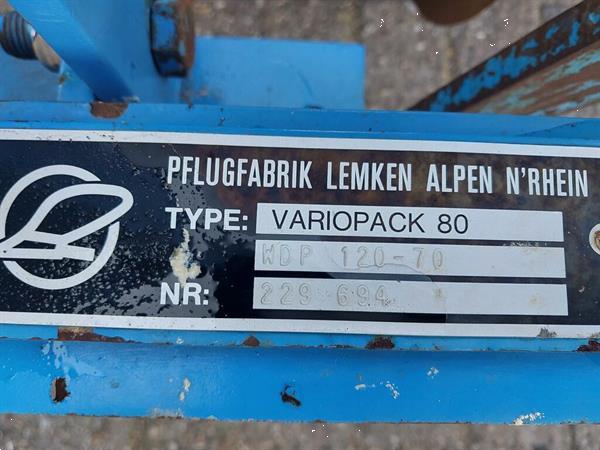 PFLUGFABRIK LEMKEN ALPEN N'RHEIN
TYPE: VARIOPACK 80
WDP 120-70
NR: 229 694